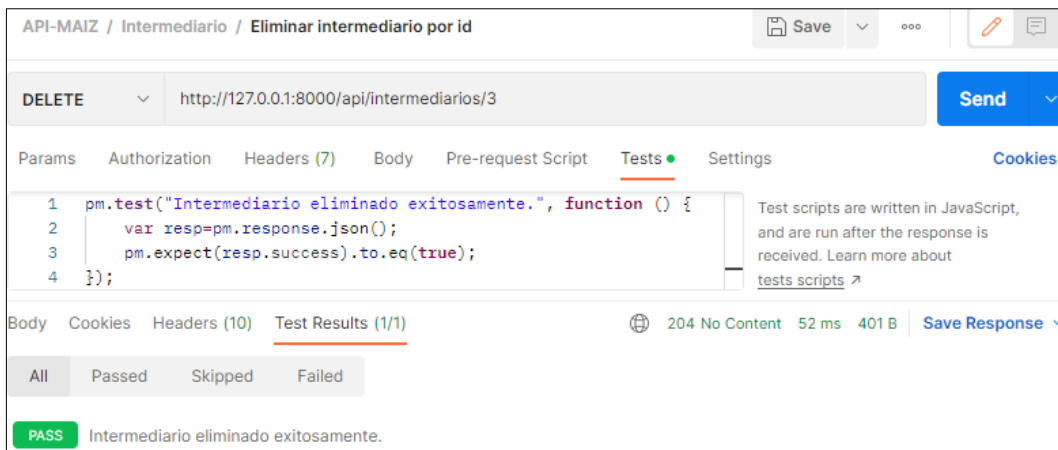 API-MAIZ / Intermediario / Eliminar intermediario por id
Save
DELETE http://127.0.0.1:8000/api/intermediarios/3 Send
Params Authorization Headers (7) Body Pre-request Script Tests Settings Cookies
1 pm.test("Intermediario eliminado exitosamente.", function () {
2 var resp=pm.response.json();
3 pm.expect(resp.success).to.eq(true);
4 });
Test scripts are written in JavaScript,
and are run after the response is
received. Learn more about
tests scripts ↗
Body Cookies Headers (10) Test Results (1/1) 204 No Content 52 ms 401 B Save Response
All Passed Skipped Failed
PASS Intermediario eliminado exitosamente.